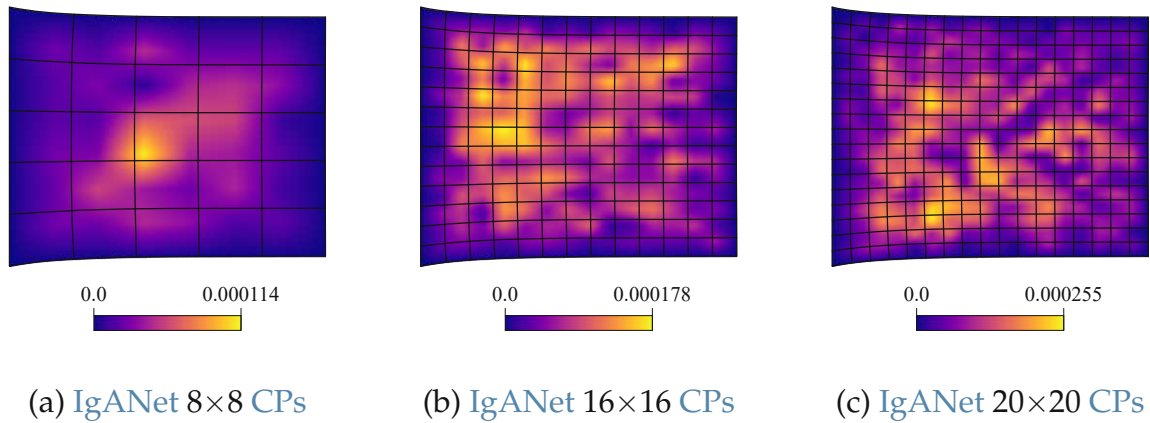 0.0 0.000114
0.0 0.000178
0.0 0.000255
(a) IgANet 8×8 CPs
(b) IgANet 16×16 CPs
(c) IgANet 20×20 CPs